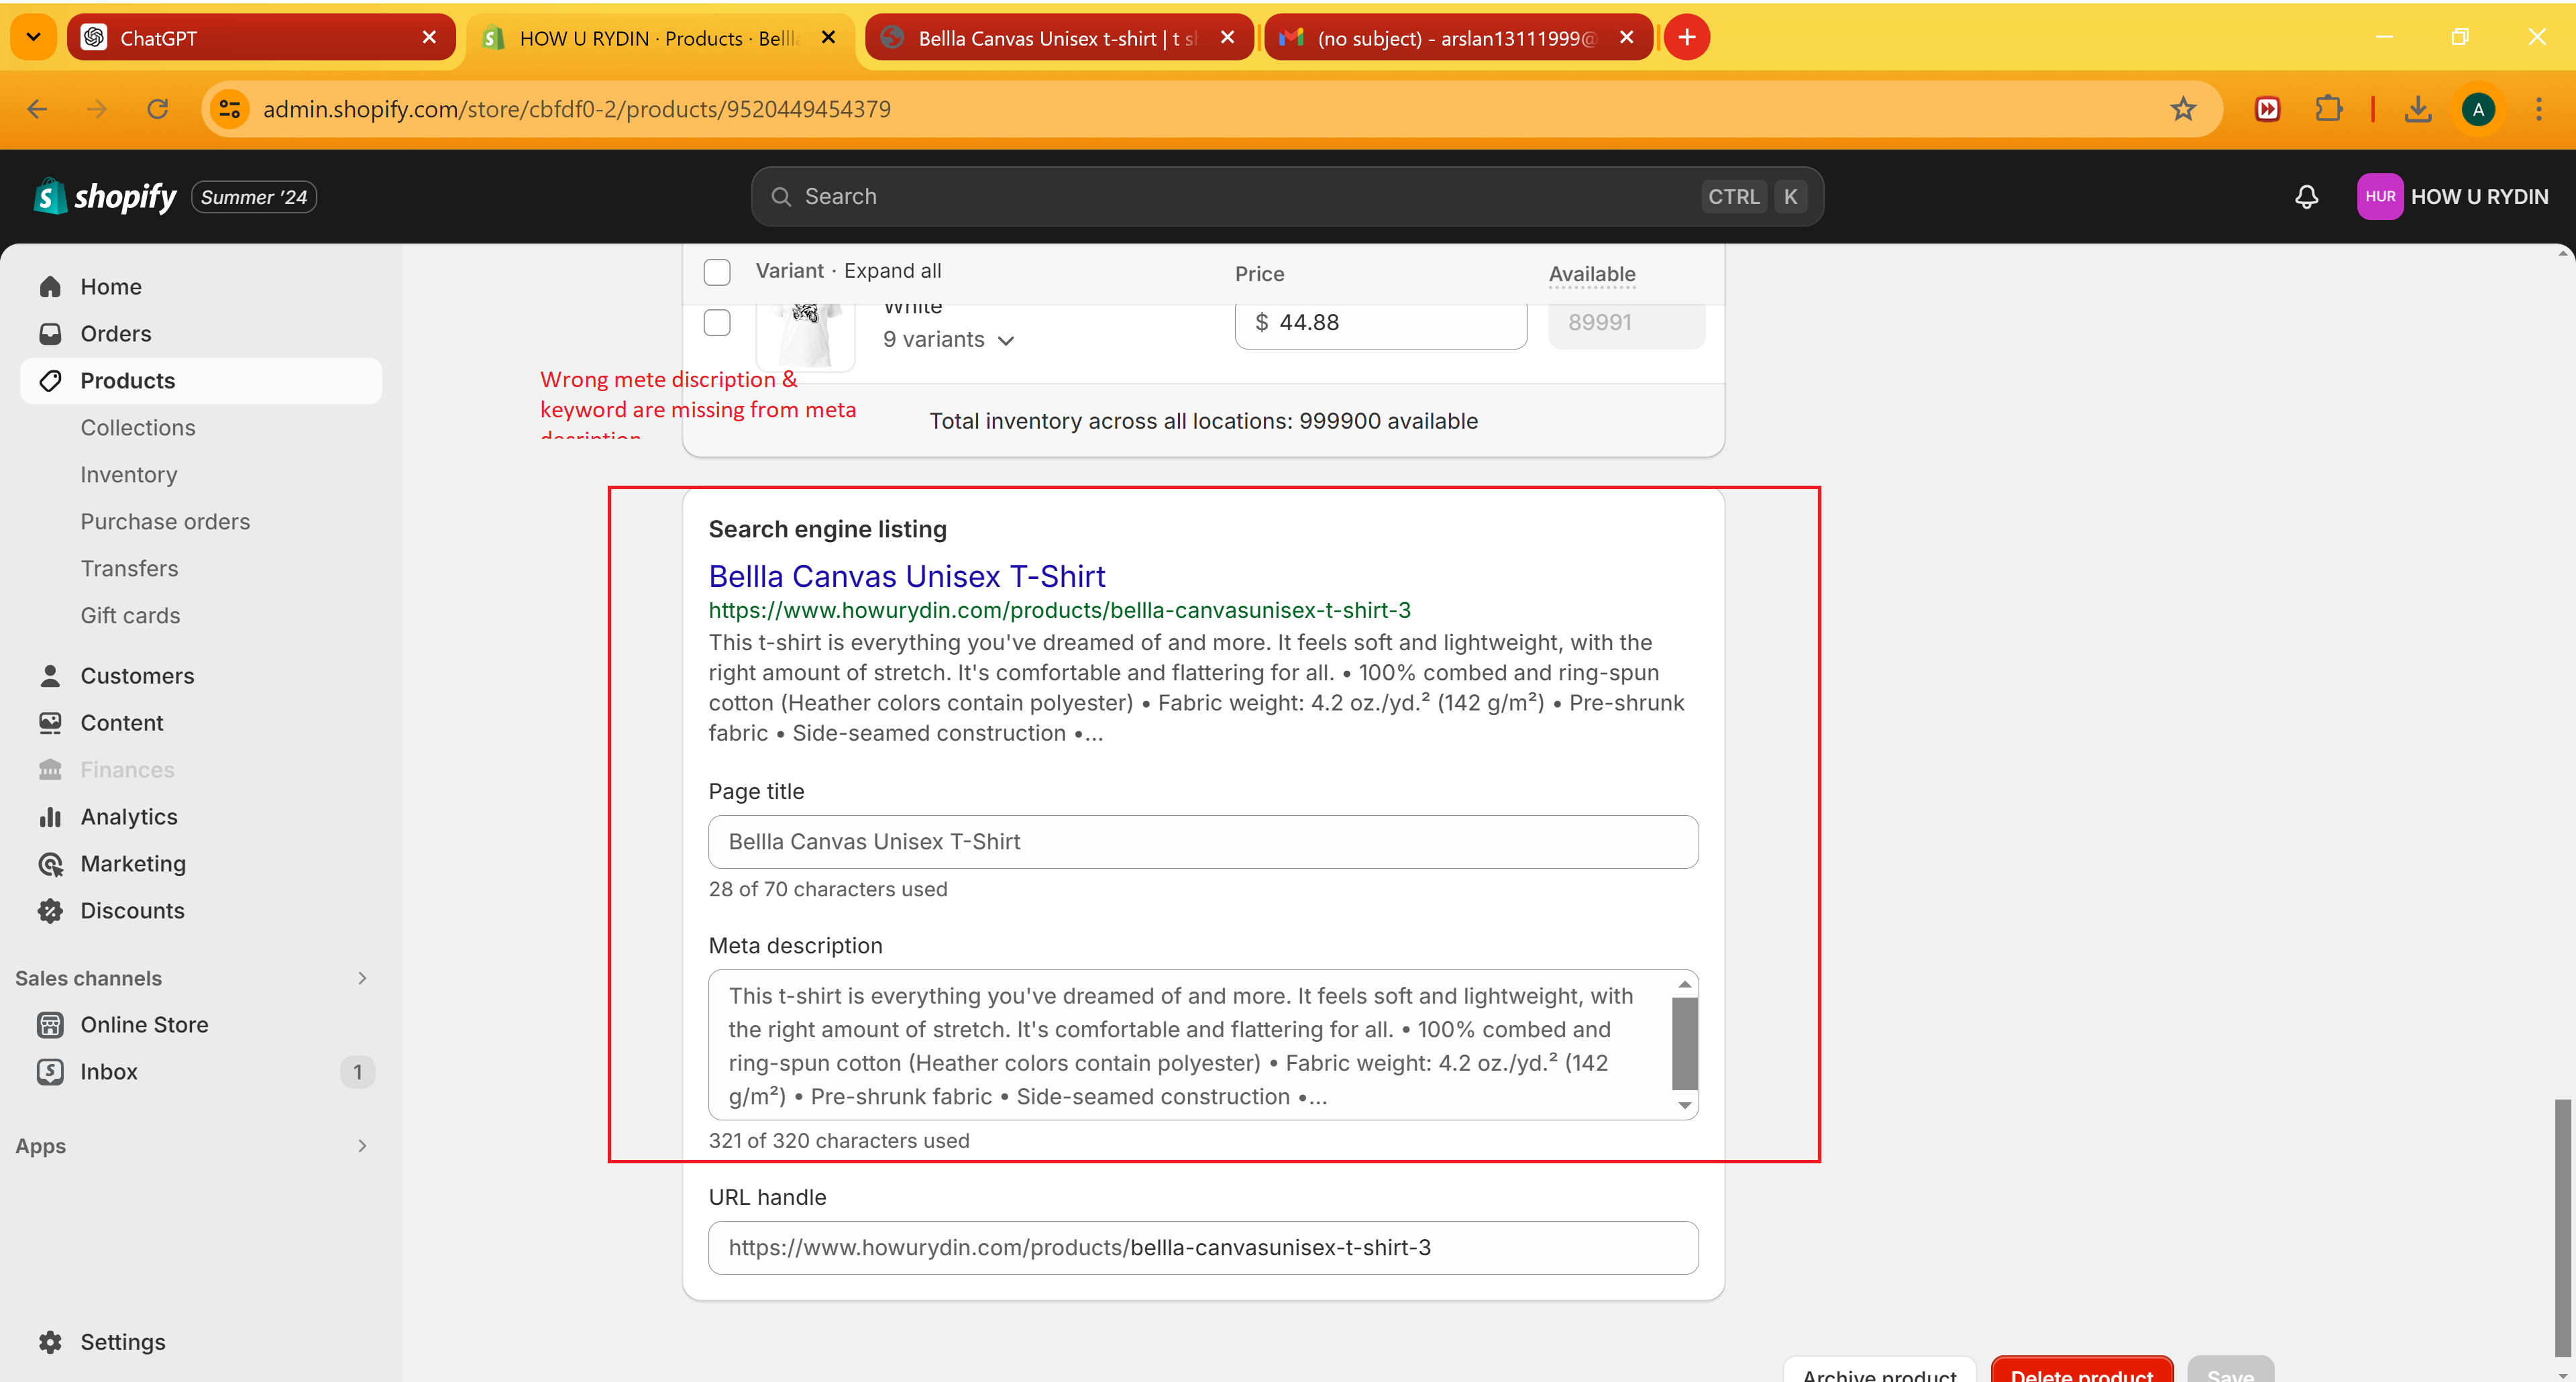 ChatGPT
HOW U RYDIN · Products · Bellla
Bellla Canvas Unisex t-shirt | t s
(no subject) - arslan13111999@
admin.shopify.com/store/cbfdf0-2/products/9520449454379
A
shopify
Summer '24
Search
CTRL K
HUR
HOW U RYDIN
Home
Orders
Products
Collections
Inventory
Purchase orders
Transfers
Gift cards
Customers
Content
Finances
Analytics
Marketing
Discounts
Sales channels
Online Store
Inbox
1
Apps
Settings
Variant · Expand all
Price
Available
White
9 variants
$ 44.88
89991
Wrong mete discription &
keyword are missing from meta
desription
Total inventory across all locations: 999900 available
Search engine listing
Bellla Canvas Unisex T-Shirt
https://www.howurydin.com/products/bellla-canvasunisex-t-shirt-3
This t-shirt is everything you've dreamed of and more. It feels soft and lightweight, with the
right amount of stretch. It's comfortable and flattering for all. • 100% combed and ring-spun
cotton (Heather colors contain polyester) • Fabric weight: 4.2 oz./yd.² (142 g/m²) • Pre-shrunk
fabric • Side-seamed construction •...
Page title
Bellla Canvas Unisex T-Shirt
28 of 70 characters used
Meta description
This t-shirt is everything you've dreamed of and more. It feels soft and lightweight, with
the right amount of stretch. It's comfortable and flattering for all. • 100% combed and
ring-spun cotton (Heather colors contain polyester) • Fabric weight: 4.2 oz./yd.² (142
g/m²) • Pre-shrunk fabric • Side-seamed construction •...
321 of 320 characters used
URL handle
https://www.howurydin.com/products/bellla-canvasunisex-t-shirt-3
Archive product
Delete product
Save